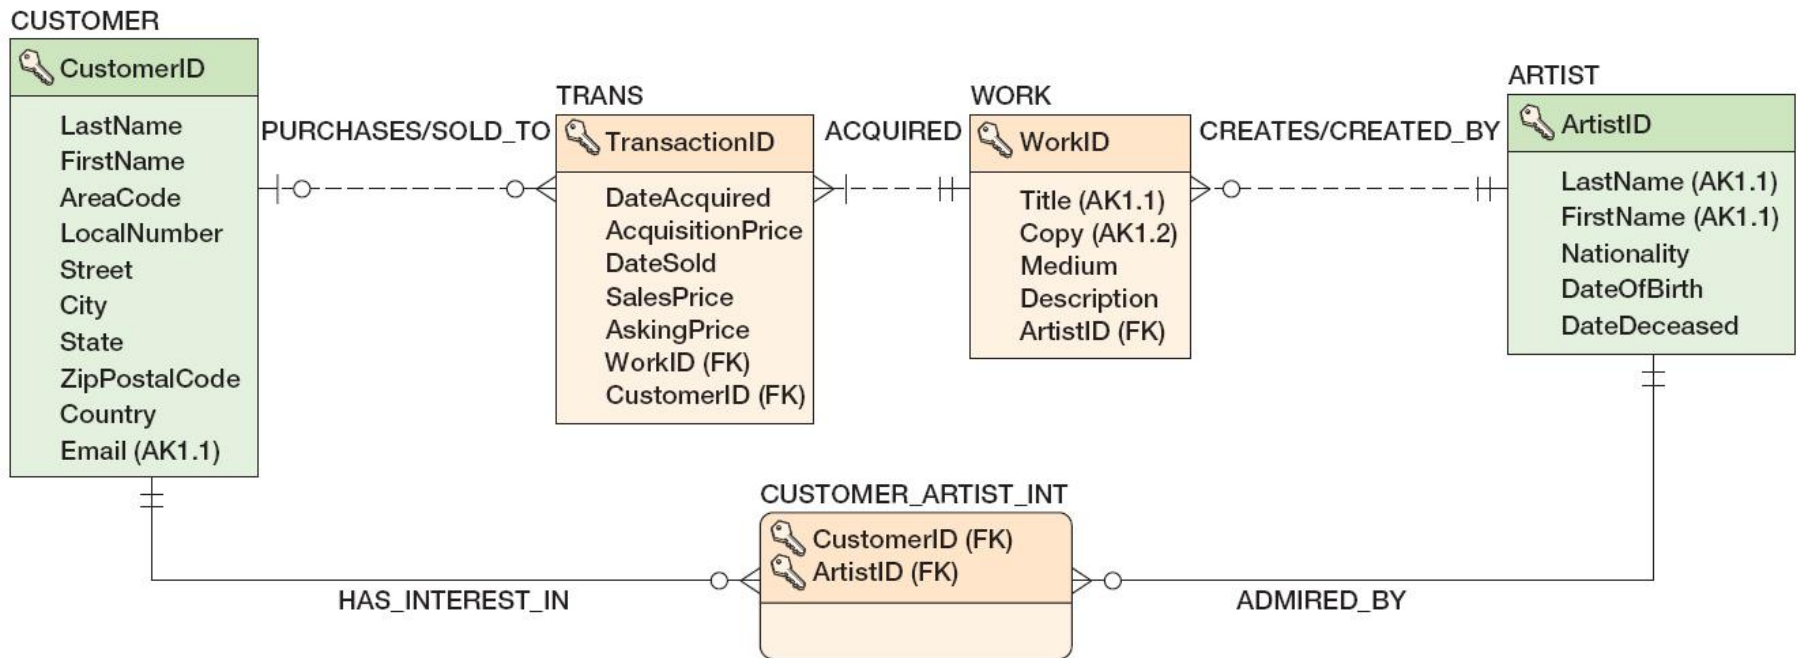 CUSTOMER
CustomerID
LastName
FirstName
AreaCode
LocalNumber
Street
City
State
ZipPostalCode
Country
Email (AK1.1)
PURCHASES/SOLD_TO
TRANS
TransactionID
DateAcquired
AcquisitionPrice
DateSold
SalesPrice
AskingPrice
WorkID (FK)
CustomerID (FK)
ACQUIRED
WORK
WorkID
Title (AK1.1)
Copy (AK1.2)
Medium
Description
ArtistID (FK)
CREATES/CREATED_BY
ARTIST
ArtistID
LastName (AK1.1)
FirstName (AK1.1)
Nationality
DateOfBirth
DateDeceased
HAS_INTEREST_IN
CUSTOMER_ARTIST_INT
CustomerID (FK)
ArtistID (FK)
ADMIRED_BY